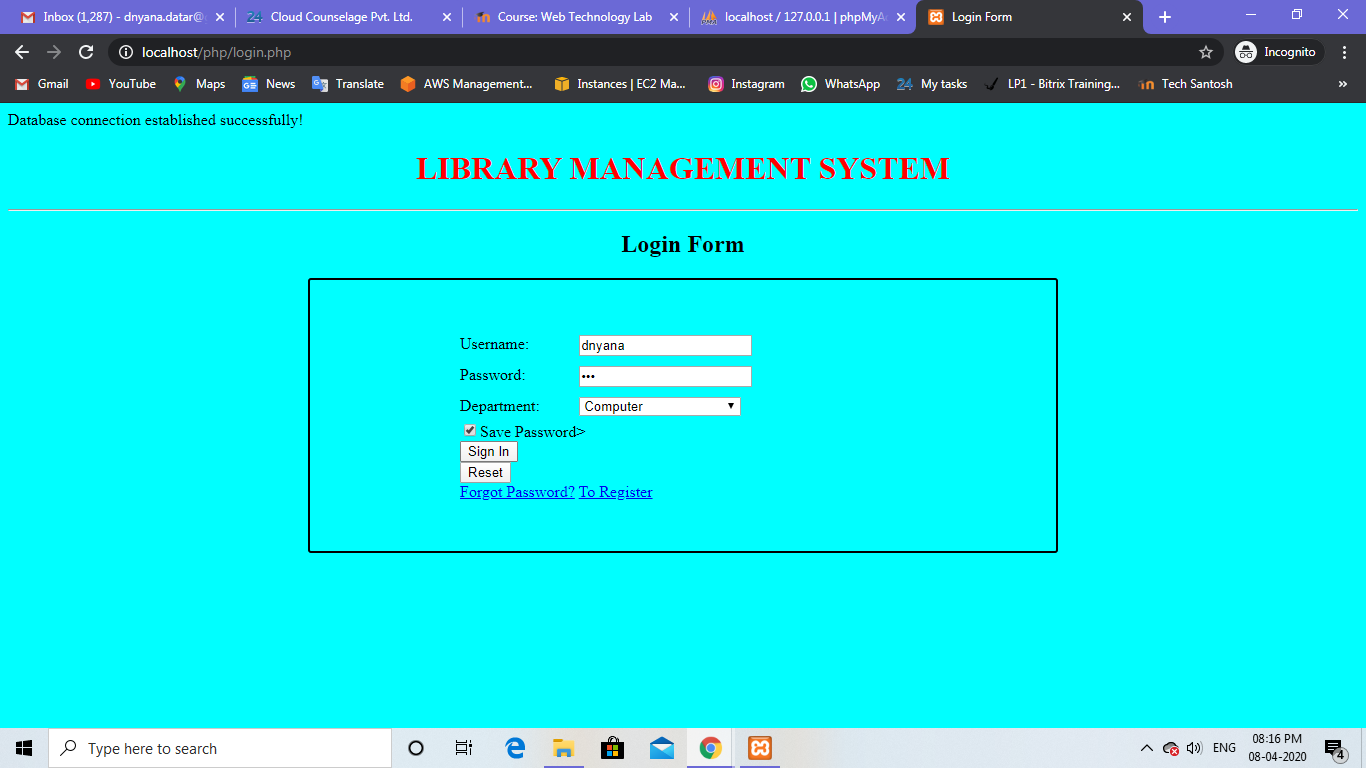 Inbox (1,287) - dnyana.datar@ Cloud Counselage Pvt. Ltd. Course: Web Technology Lab localhost / 127.0.0.1 | phpMyA Login Form
localhost/php/login.php Incognito
Gmail YouTube Maps News Translate AWS Management... Instances | EC2 Ma... Instagram WhatsApp 24 My tasks LP1 - Bitrix Training... Tech Santosh »
Database connection established successfully!
LIBRARY MANAGEMENT SYSTEM
Login Form
Username: dnyana
Password: •••
Department: Computer
Save Password>
Sign In
Reset
Forgot Password? To Register
Type here to search ENG 08:16 PM
08-04-2020 4